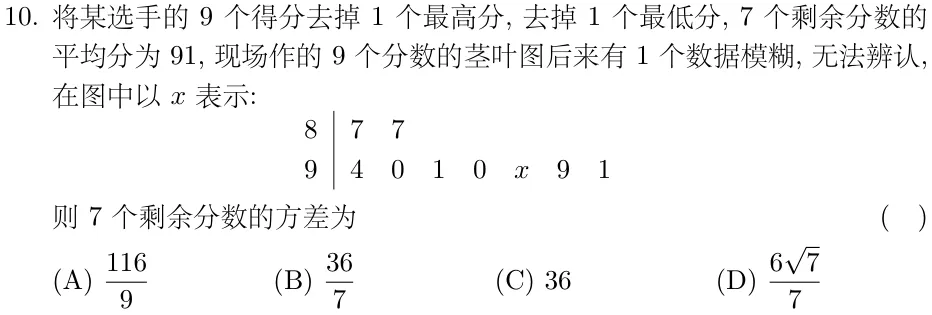 10. 将某选手的 9 个得分去掉 1 个最高分, 去掉 1 个最低分, 7 个剩余分数的
平均分为 91, 现场作的 9 个分数的茎叶图后来有 1 个数据模糊, 无法辨认,
在图中以 x 表示:
8 | 7 7
9 | 4 0 1 0 x 9 1
则 7 个剩余分数的方差为 ( )
(A) \frac{116}{9} (B) \frac{36}{7} (C) 36 (D) \frac{6\sqrt{7}}{7}